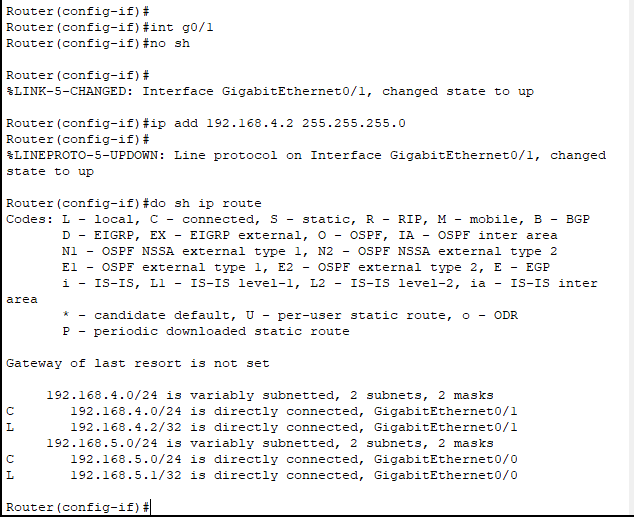 Router(config-if)#
Router(config-if)#int g0/1
Router(config-if)#no sh
Router(config-if)#
%LINK-5-CHANGED: Interface GigabitEthernet0/1, changed state to up
Router(config-if)#ip add 192.168.4.2 255.255.255.0
Router(config-if)#
%LINEPROTO-5-UPDOWN: Line protocol on Interface GigabitEthernet0/1, changed
state to up
Router(config-if)#do sh ip route
Codes: L - local, C - connected, S - static, R - RIP, M - mobile, B - BGP
D - EIGRP, EX - EIGRP external, O - OSPF, IA - OSPF inter area
N1 - OSPF NSSA external type 1, N2 - OSPF NSSA external type 2
E1 - OSPF external type 1, E2 - OSPF external type 2, E - EGP
i - IS-IS, L1 - IS-IS level-1, L2 - IS-IS level-2, ia - IS-IS inter
area
* - candidate default, U - per-user static route, o - ODR
P - periodic downloaded static route
Gateway of last resort is not set
192.168.4.0/24 is variably subnetted, 2 subnets, 2 masks
C 192.168.4.0/24 is directly connected, GigabitEthernet0/1
L 192.168.4.2/32 is directly connected, GigabitEthernet0/1
192.168.5.0/24 is variably subnetted, 2 subnets, 2 masks
C 192.168.5.0/24 is directly connected, GigabitEthernet0/0
L 192.168.5.1/32 is directly connected, GigabitEthernet0/0
Router(config-if)#